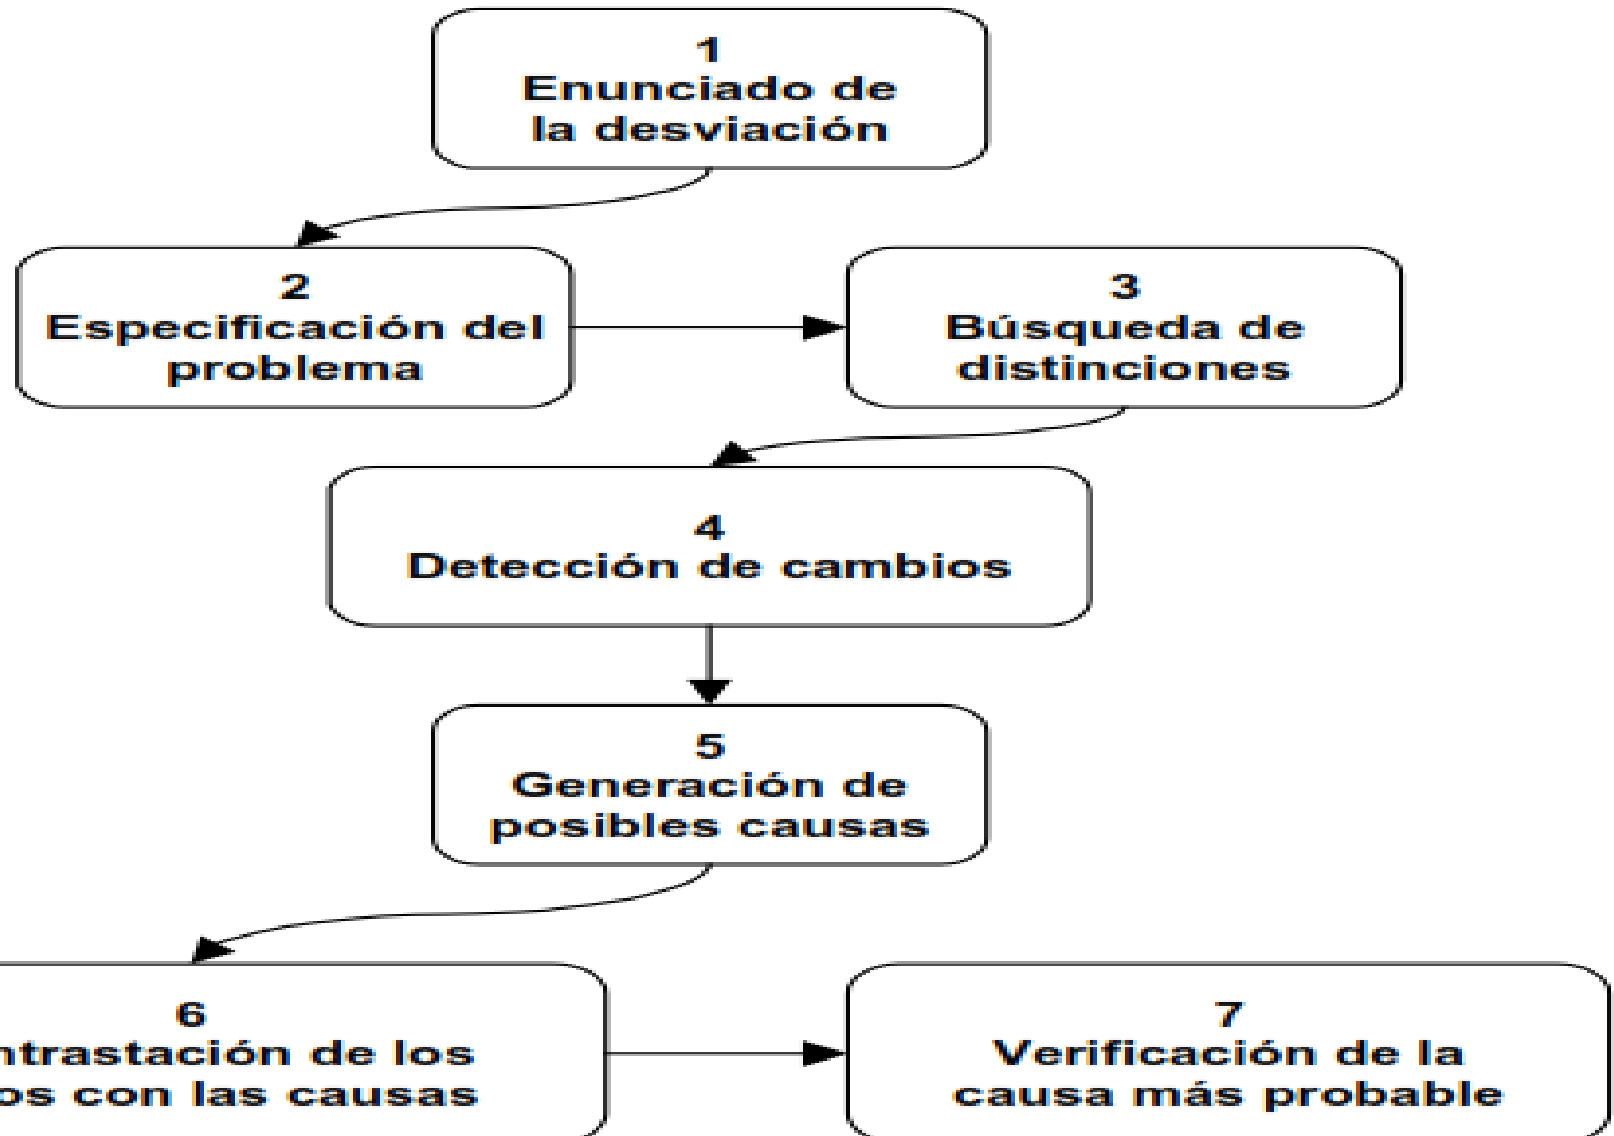 1
Enunciado de
la desviación
2
Especificación del
problema
3
Búsqueda de
distinciones
4
Detección de cambios
5
Generación de
posibles causas
6
ntrastación de los
os con las causas
7
Verificación de la
causa más probable